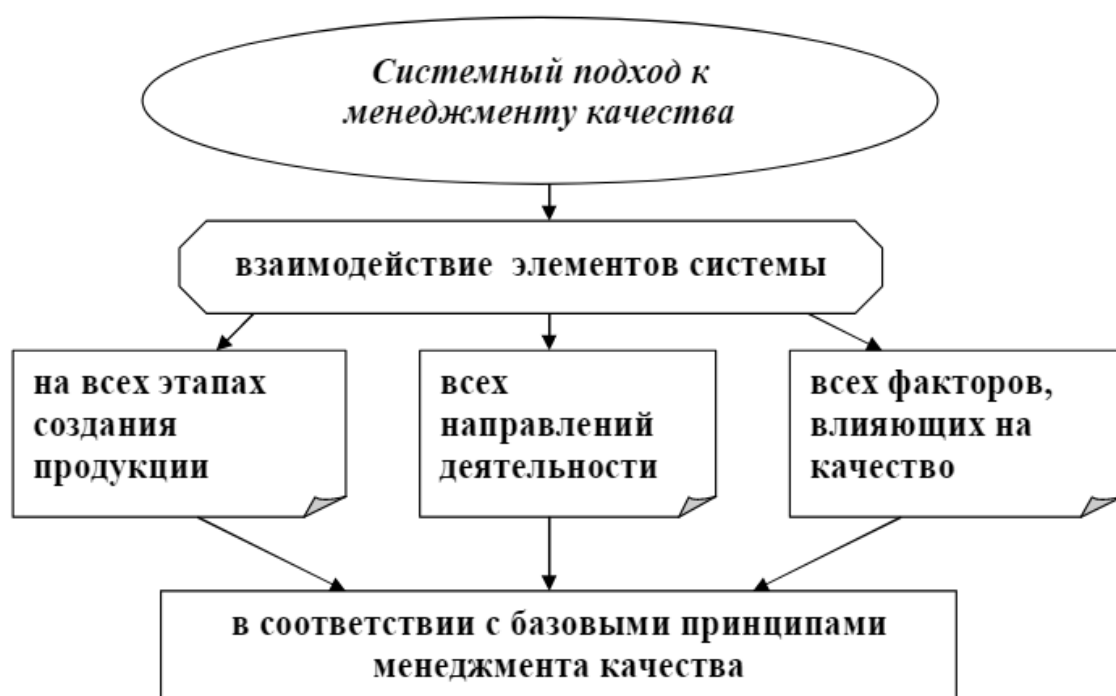 Системный подход к
менеджменту качества
взаимодействие элементов системы
на всех этапах
создания
продукции
всех
направлений
деятельности
всех факторов,
влияющих на
качество
в соответствии с базовыми принципами
менеджмента качества